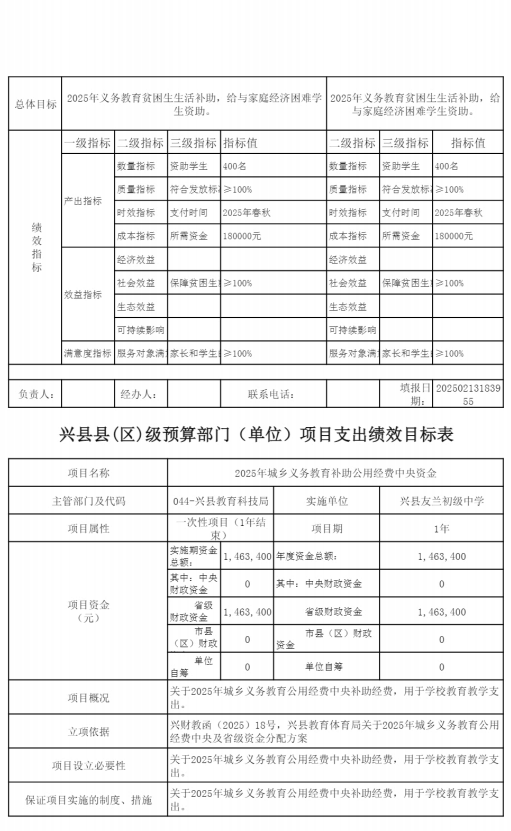 总体目标 2025年义务教育贫困生生活补助，给与家庭经济困难学生资助。 2025年义务教育贫困生生活补助，给与家庭经济困难学生资助。
绩效指标 一级指标 二级指标 三级指标 指标值 二级指标 三级指标 指标值
产出指标 数量指标 资助学生 400名 数量指标 资助学生 400名
质量指标 符合发放标 ≥100% 质量指标 符合发放标 ≥100%
时效指标 支付时间 2025年春秋 时效指标 支付时间 2025年春秋
成本指标 所需资金 180000元 成本指标 所需资金 180000元
效益指标 经济效益 经济效益
社会效益 保障贫困生 ≥100% 社会效益 保障贫困生 ≥100%
生态效益 生态效益
可持续影响 可持续影响
满意度指标 服务对象满 家长和学生 ≥100% 服务对象满 家长和学生 ≥100%
负责人： 经办人： 联系电话： 填报日期： 20250213183955
兴县县(区)级预算部门（单位）项目支出绩效目标表
项目名称 2025年城乡义务教育补助公用经费中央资金
主管部门及代码 044-兴县教育科技局 实施单位 兴县友兰初级中学
项目属性 一次性项目（1年结束） 项目期 1年
项目资金（元） 实施期资金总额： 1,463,400 年度资金总额： 1,463,400
其中：中央财政资金 0 其中：中央财政资金 0
省级财政资金 1,463,400 省级财政资金 1,463,400
市县（区）财政 0 市县（区）财政资金 0
单位自筹 0 单位自筹 0
项目概况 关于2025年城乡义务教育公用经费中央补助经费，用于学校教育教学支出。
立项依据 兴财教函（2025）18号，兴县教育体育局关于2025年城乡义务教育公用经费中央及省级资金分配方案
项目设立必要性 关于2025年城乡义务教育公用经费中央补助经费，用于学校教育教学支出。
保证项目实施的制度、措施 关于2025年城乡义务教育公用经费中央补助经费，用于学校教育教学支出。